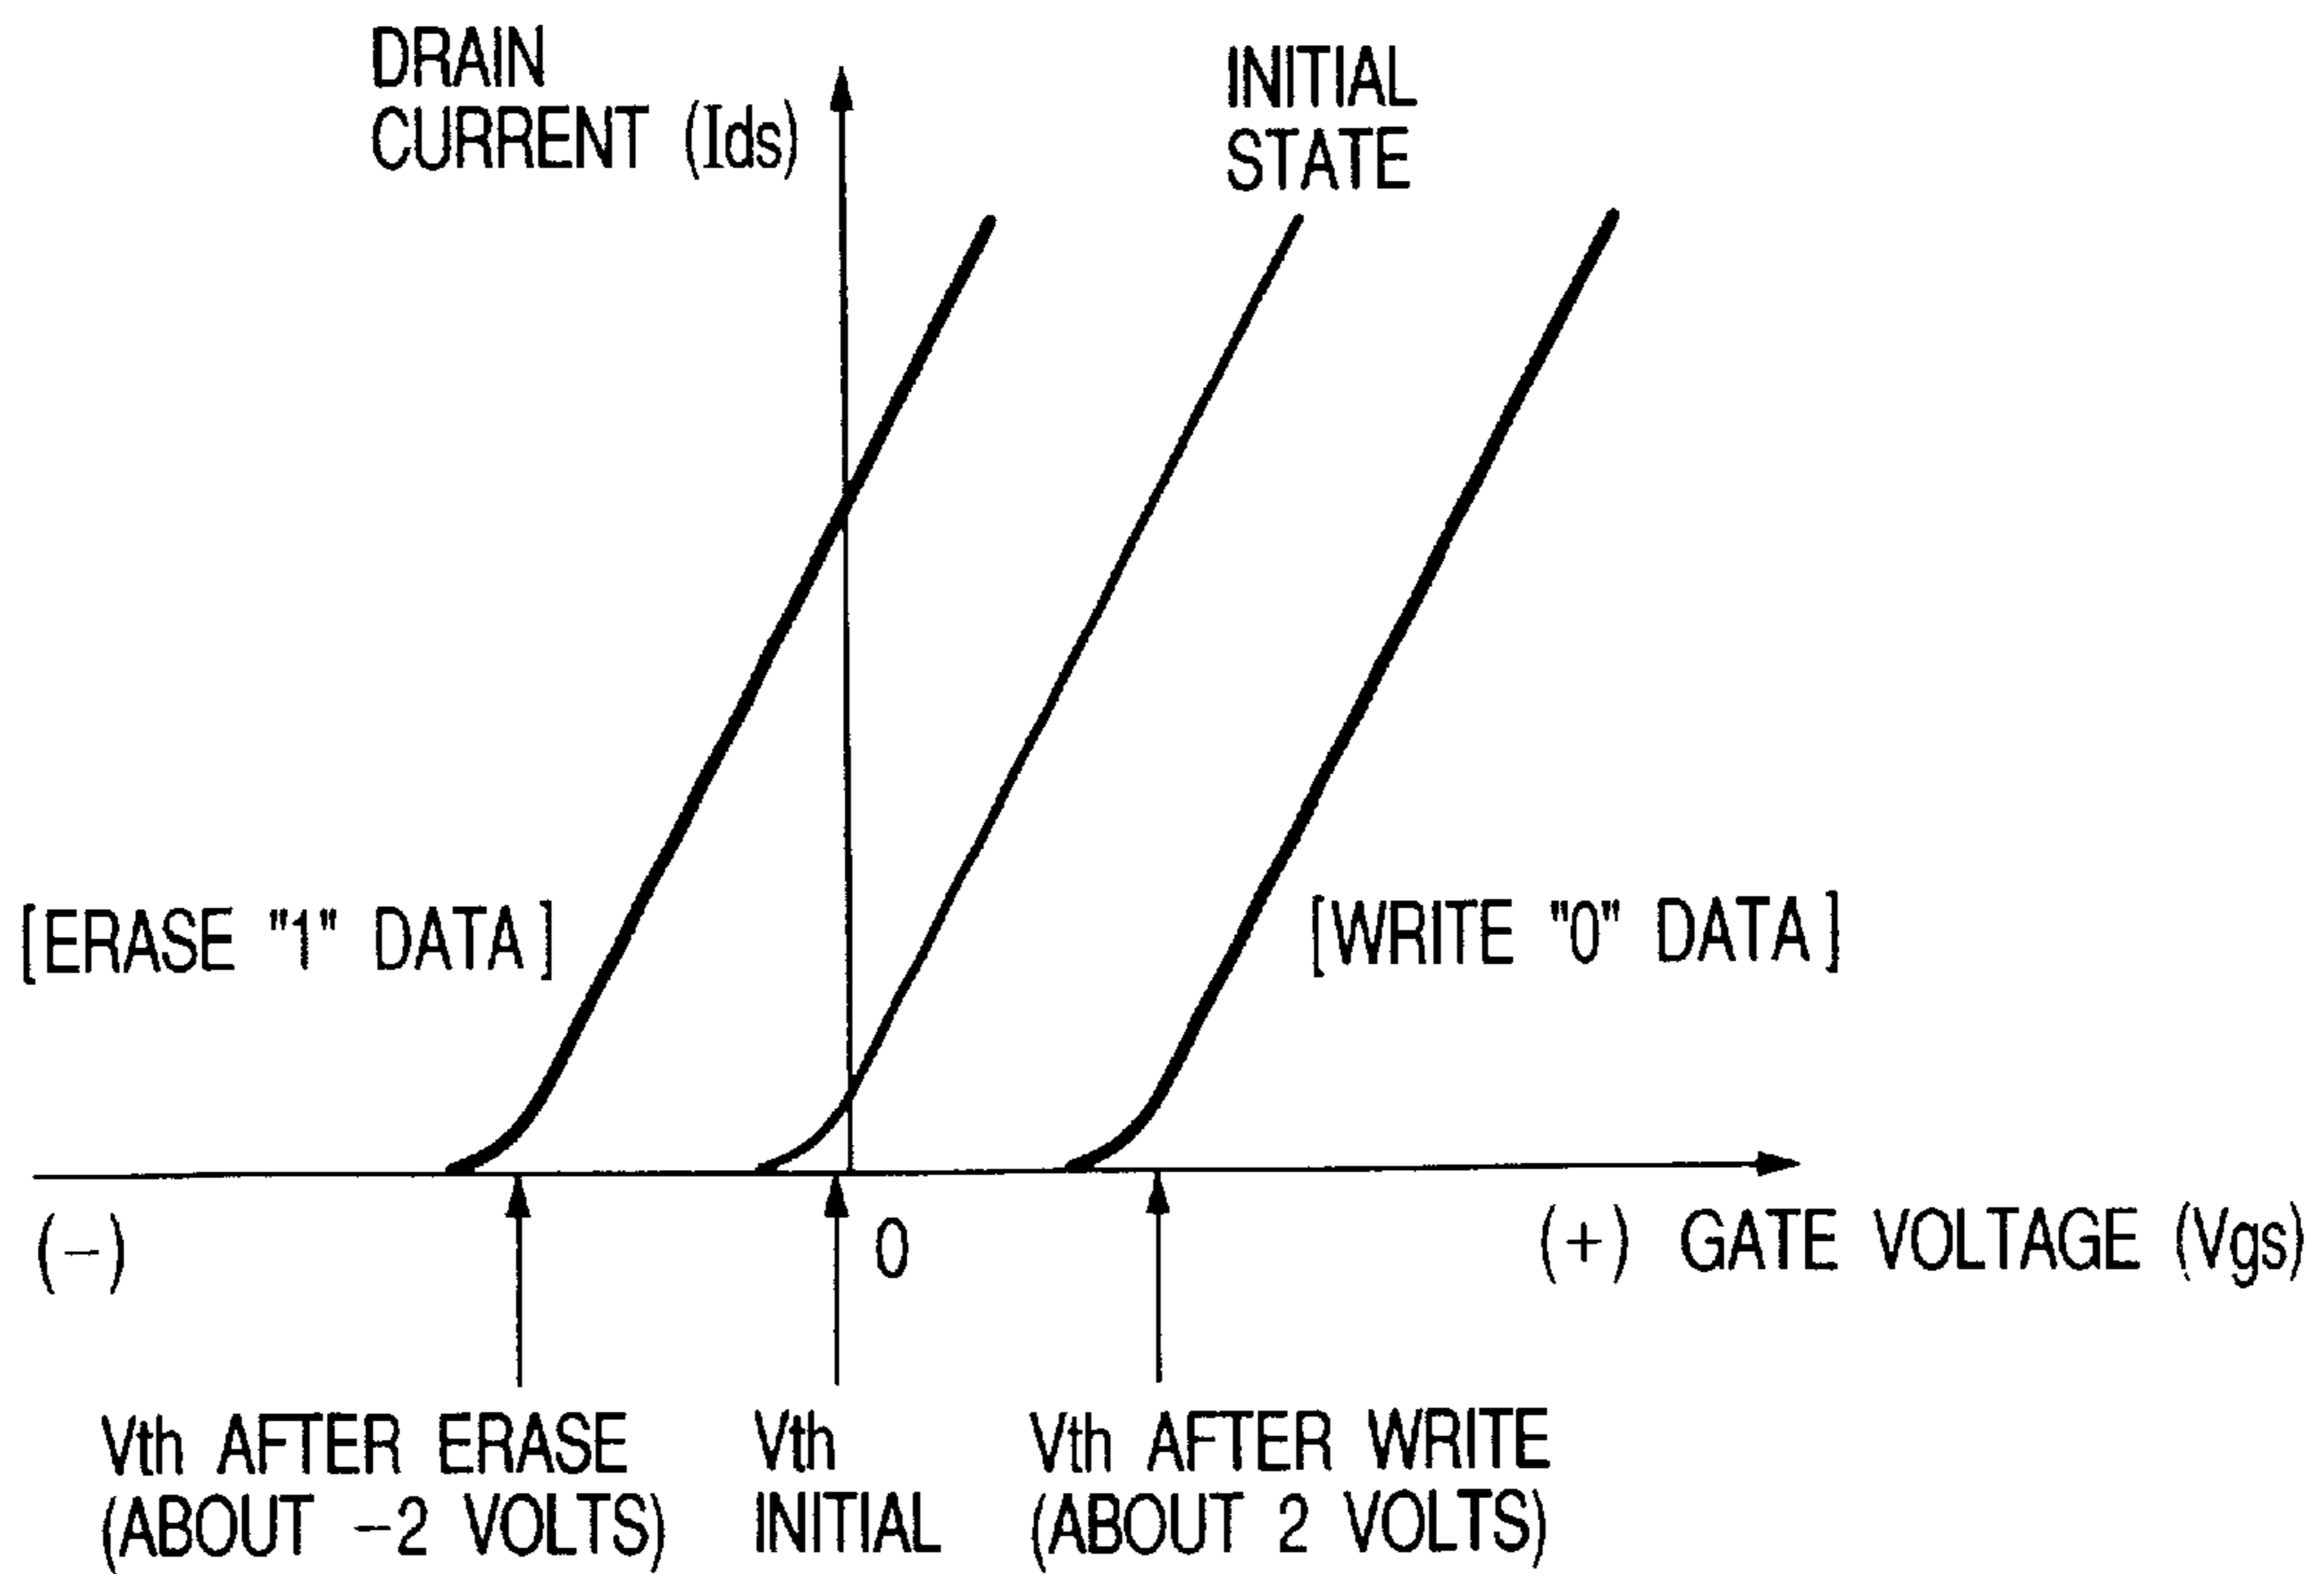 DRAIN
CURRENT (Ids)
INITIAL
STATE
[ERASE "1" DATA]
[WRITE "0" DATA]
(−)
0
(+) GATE VOLTAGE (Vgs)
Vth AFTER ERASE
(ABOUT −2 VOLTS)
Vth
INITIAL
Vth AFTER WRITE
(ABOUT 2 VOLTS)